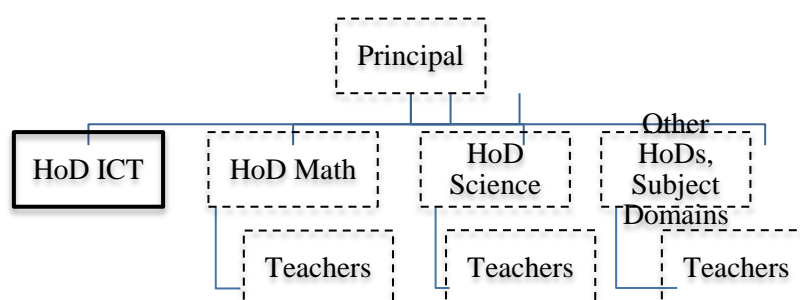 Principal
HoD ICT
HoD Math
HoD
Science
Other
HoDs,
Subject
Domains
Teachers
Teachers
Teachers